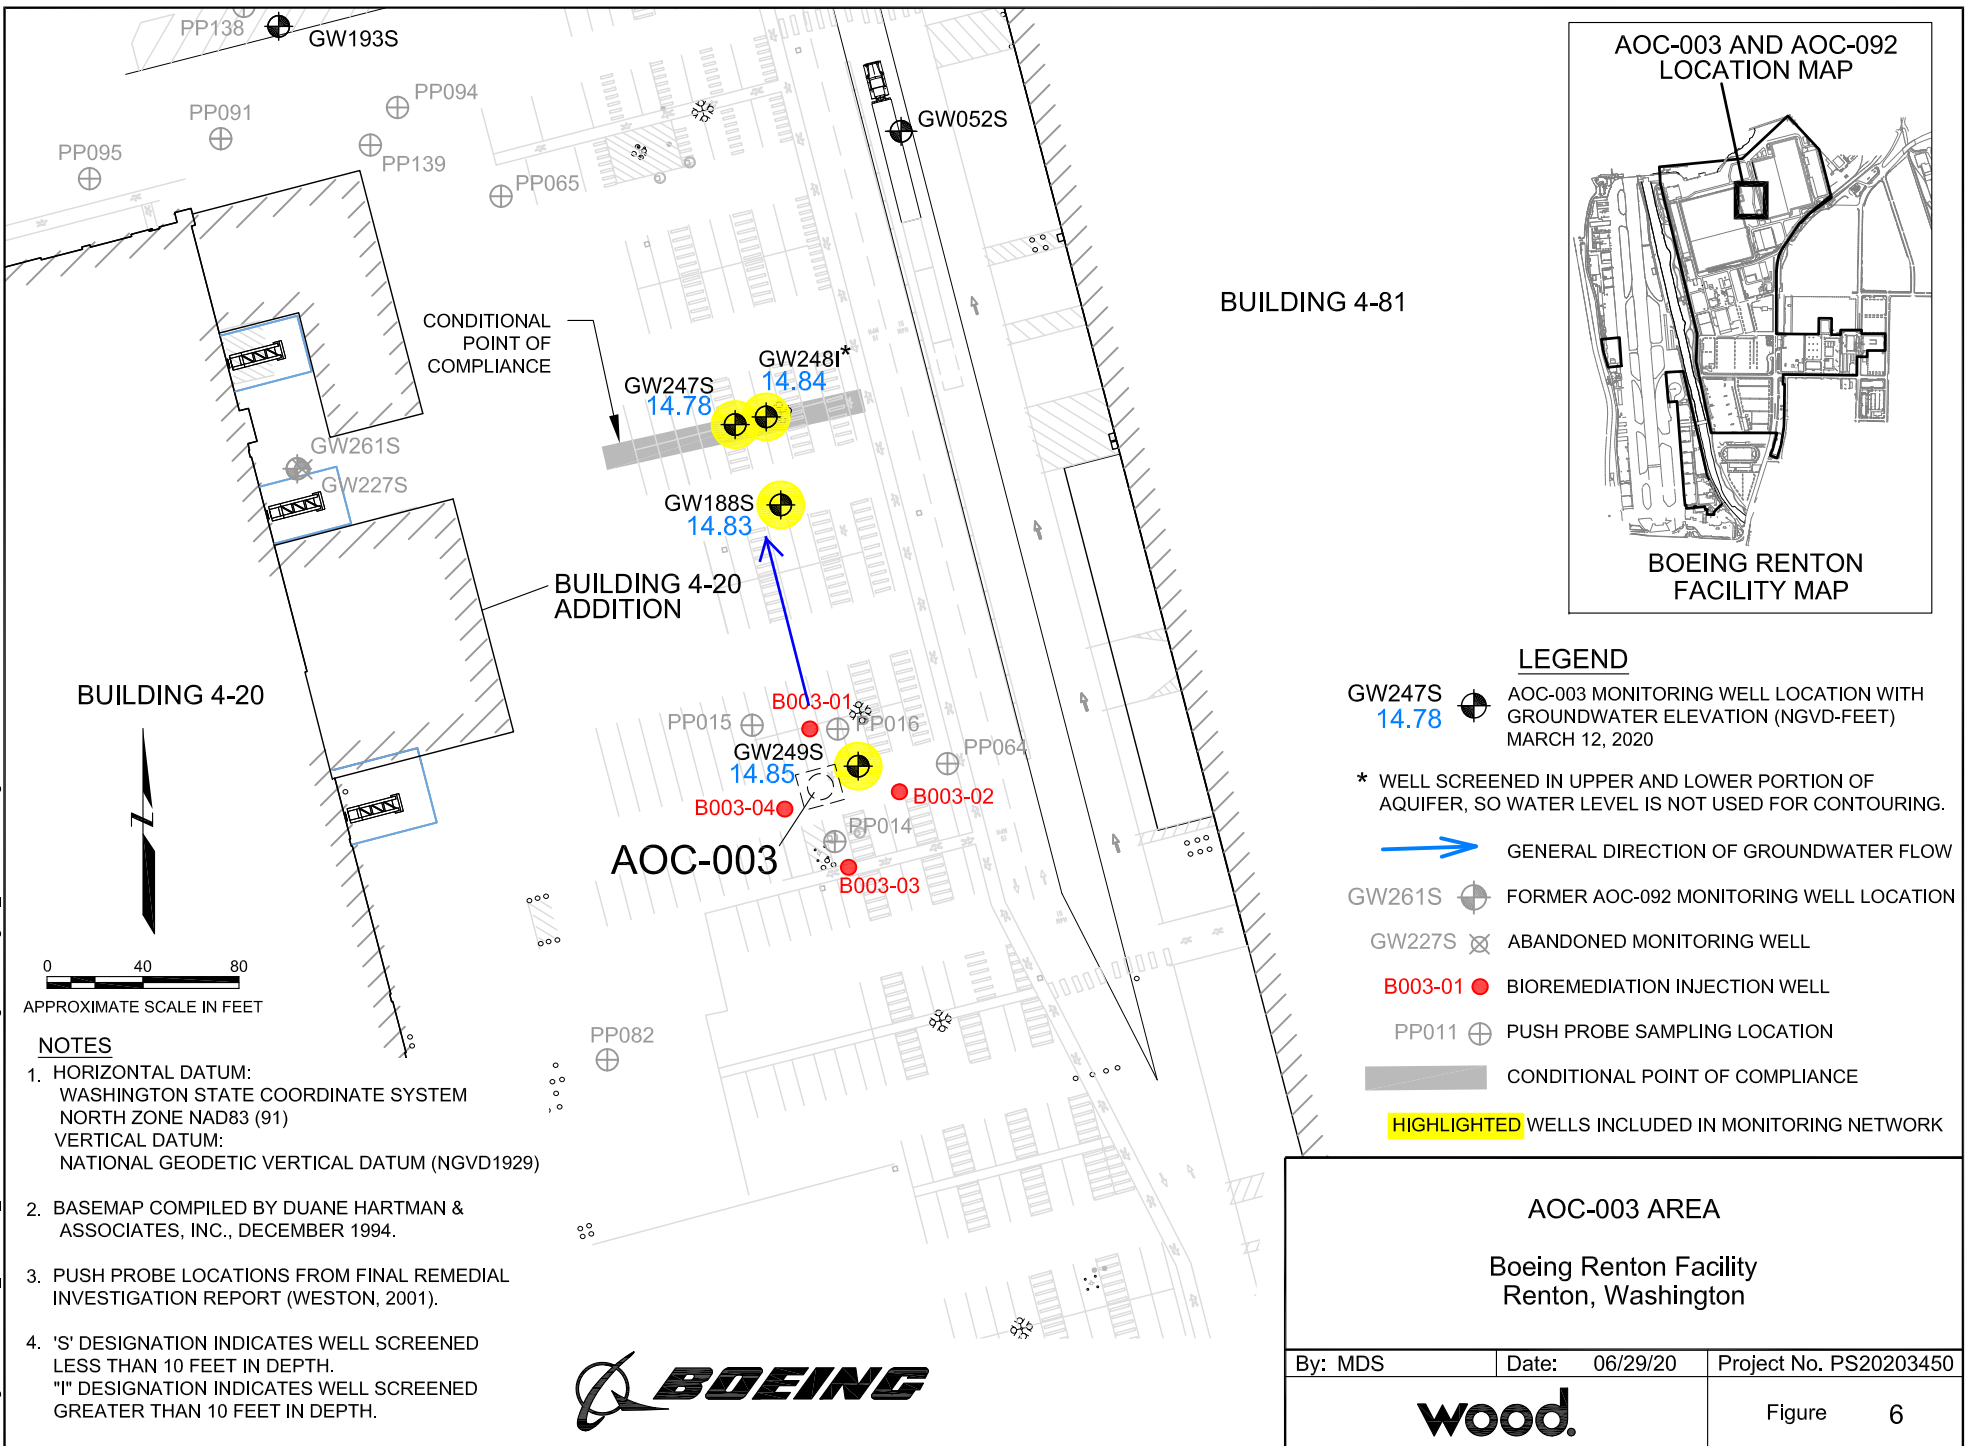 PP138
GW193S
PP094
PP091
PP139
PP095
PP065
GW052S
CONDITIONAL
POINT OF
COMPLIANCE
GW248I*
14.84
GW247S
14.78
GW261S
GW227S
GW188S
14.83
BUILDING 4-81
BUILDING 4-20
ADDITION
BUILDING 4-20
B003-01
PP015
PP016
GW249S
14.85
PP064
B003-02
B003-04
PP014
AOC-003
B003-03
PP082
Z
0 40 80
APPROXIMATE SCALE IN FEET
NOTES
1. HORIZONTAL DATUM:
WASHINGTON STATE COORDINATE SYSTEM
NORTH ZONE NAD83 (91)
VERTICAL DATUM:
NATIONAL GEODETIC VERTICAL DATUM (NGVD1929)
2. BASEMAP COMPILED BY DUANE HARTMAN &
ASSOCIATES, INC., DECEMBER 1994.
3. PUSH PROBE LOCATIONS FROM FINAL REMEDIAL
INVESTIGATION REPORT (WESTON, 2001).
4. 'S' DESIGNATION INDICATES WELL SCREENED
LESS THAN 10 FEET IN DEPTH.
"I" DESIGNATION INDICATES WELL SCREENED
GREATER THAN 10 FEET IN DEPTH.
BOEING
AOC-003 AND AOC-092
LOCATION MAP
BOEING RENTON
FACILITY MAP
LEGEND
GW247S
14.78
AOC-003 MONITORING WELL LOCATION WITH
GROUNDWATER ELEVATION (NGVD-FEET)
MARCH 12, 2020
* WELL SCREENED IN UPPER AND LOWER PORTION OF
AQUIFER, SO WATER LEVEL IS NOT USED FOR CONTOURING.
GENERAL DIRECTION OF GROUNDWATER FLOW
GW261S FORMER AOC-092 MONITORING WELL LOCATION
GW227S ABANDONED MONITORING WELL
B003-01 BIOREMEDIATION INJECTION WELL
PP011 PUSH PROBE SAMPLING LOCATION
CONDITIONAL POINT OF COMPLIANCE
HIGHLIGHTED WELLS INCLUDED IN MONITORING NETWORK
AOC-003 AREA
Boeing Renton Facility
Renton, Washington
By: MDS Date: 06/29/20 Project No. PS20203450
wood.
Figure 6